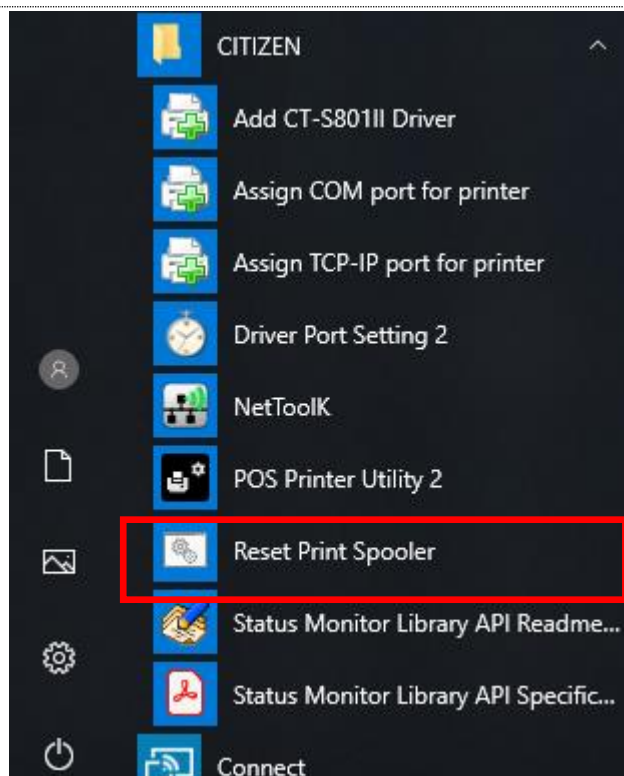 CITIZEN
Add CT-S801II Driver
Assign COM port for printer
Assign TCP-IP port for printer
Driver Port Setting 2
NetToolK
POS Printer Utility 2
Reset Print Spooler
Status Monitor Library API Readme...
Status Monitor Library API Specific...
Connect